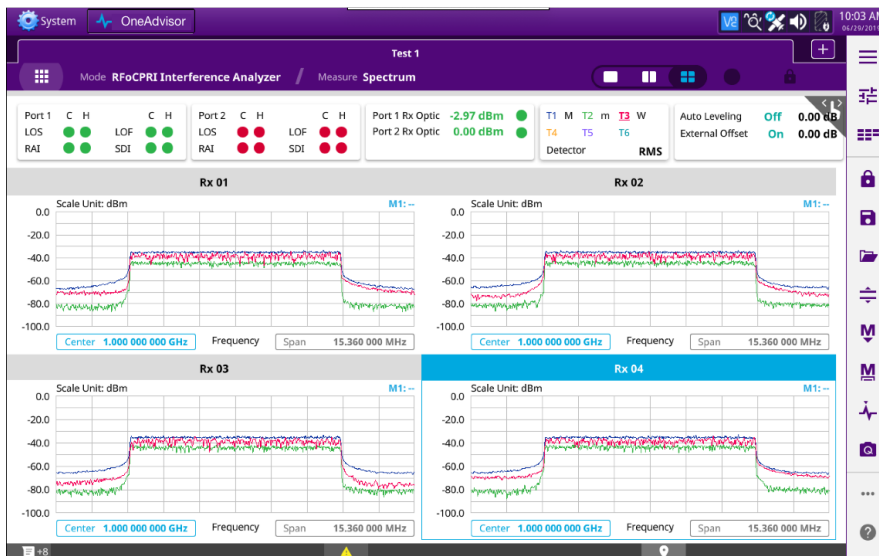 System OneAdvisor V2 10:03 AM
06/29/201
Test 1
Mode RFoCPRI Interference Analyzer / Measure Spectrum
Port 1 C H C H Port 2 C H C H Port 1 Rx Optic -2.97 dBm T1 M T2 m T3 W Auto Leveling Off 0.00 dB
LOS LOF LOS LOF Port 2 Rx Optic 0.00 dBm T4 T5 T6 External Offset On 0.00 dB
RAI SDI RAI SDI Detector RMS
Rx 01 Rx 02
Scale Unit: dBm M1: -- Scale Unit: dBm M1: --
0.0 0.0
-20.0 -20.0
-40.0 -40.0
-60.0 -60.0
-80.0 -80.0
-100.0 -100.0
Center 1.000 000 000 GHz Frequency Span 15.360 000 MHz Center 1.000 000 000 GHz Frequency Span 15.360 000 MHz
Rx 03 Rx 04
Scale Unit: dBm M1: -- Scale Unit: dBm M1: --
0.0 0.0
-20.0 -20.0
-40.0 -40.0
-60.0 -60.0
-80.0 -80.0
-100.0 -100.0
Center 1.000 000 000 GHz Frequency Span 15.360 000 MHz Center 1.000 000 000 GHz Frequency Span 15.360 000 MHz
M
M
+8